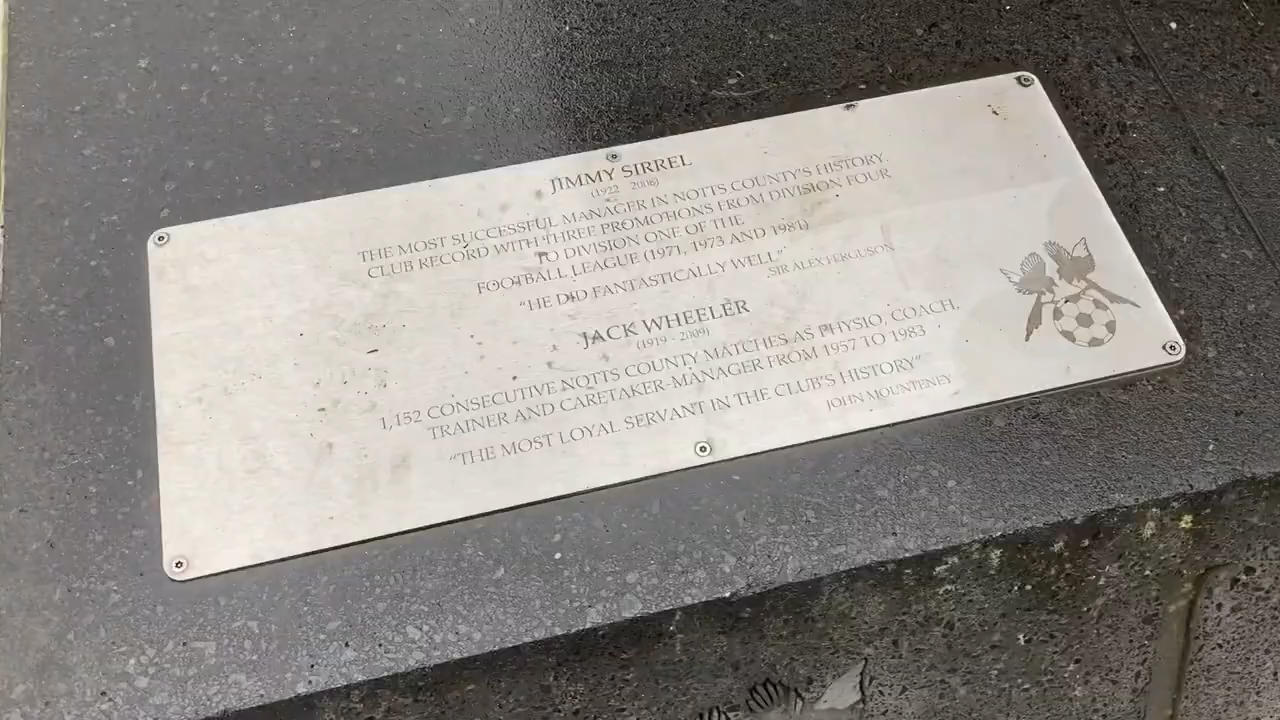 JIMMY SIRREL
(1922 2008)
THE MOST SUCCESSFUL MANAGER IN NOTTS COUNTY'S HISTORY.
CLUB RECORD WITH THREE PROMOTIONS FROM DIVISION FOUR
TO DIVISION ONE OF THE
FOOTBALL LEAGUE (1971, 1973 AND 1981)
"HE DID FANTASTICALLY WELL"
SIR ALEX FERGUSON
JACK WHEELER
(1919 - 2009)
1,152 CONSECUTIVE NOTTS COUNTY MATCHES AS PHYSIO, COACH,
TRAINER AND CARETAKER-MANAGER FROM 1957 TO 1983
"THE MOST LOYAL SERVANT IN THE CLUB'S HISTORY"
JOHN MOUNTENEY